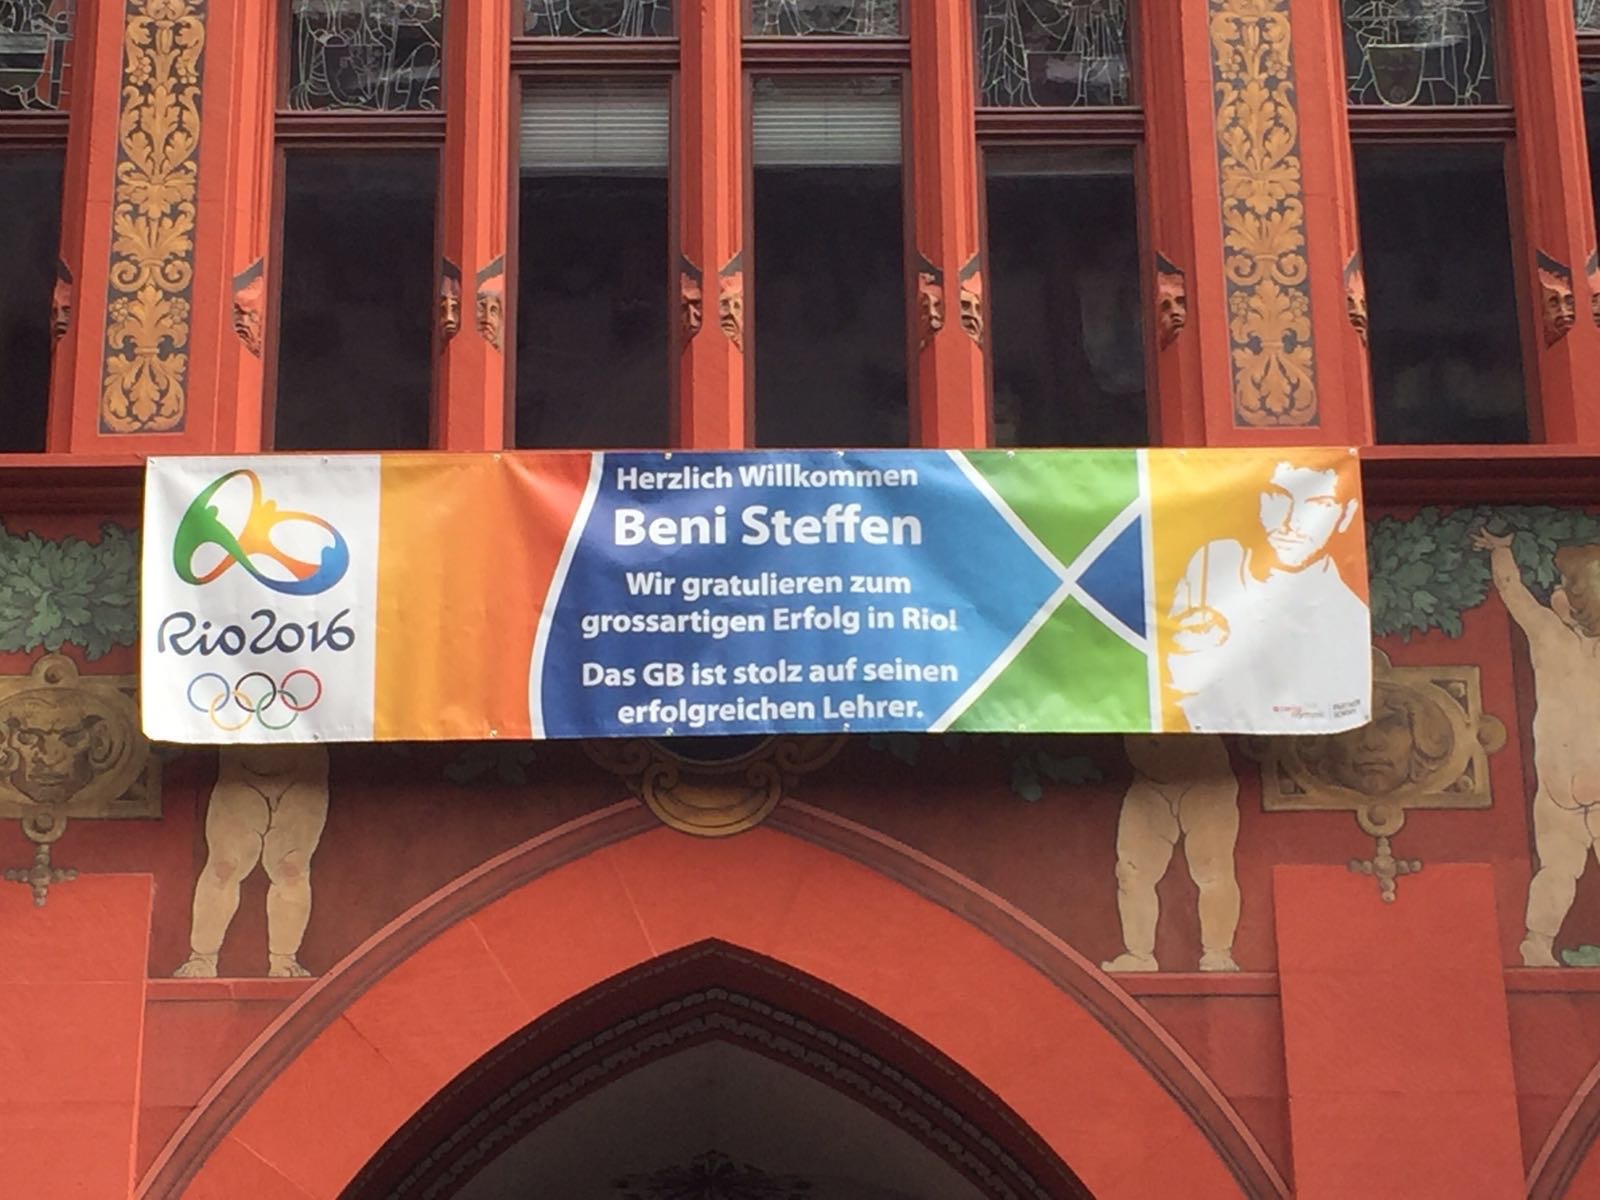 Rio2016
Herzlich Willkommen
Beni Steffen
Wir gratulieren zum
grossartigen Erfolg in Rio!
Das GB ist stolz auf seinen
erfolgreichen Lehrer.